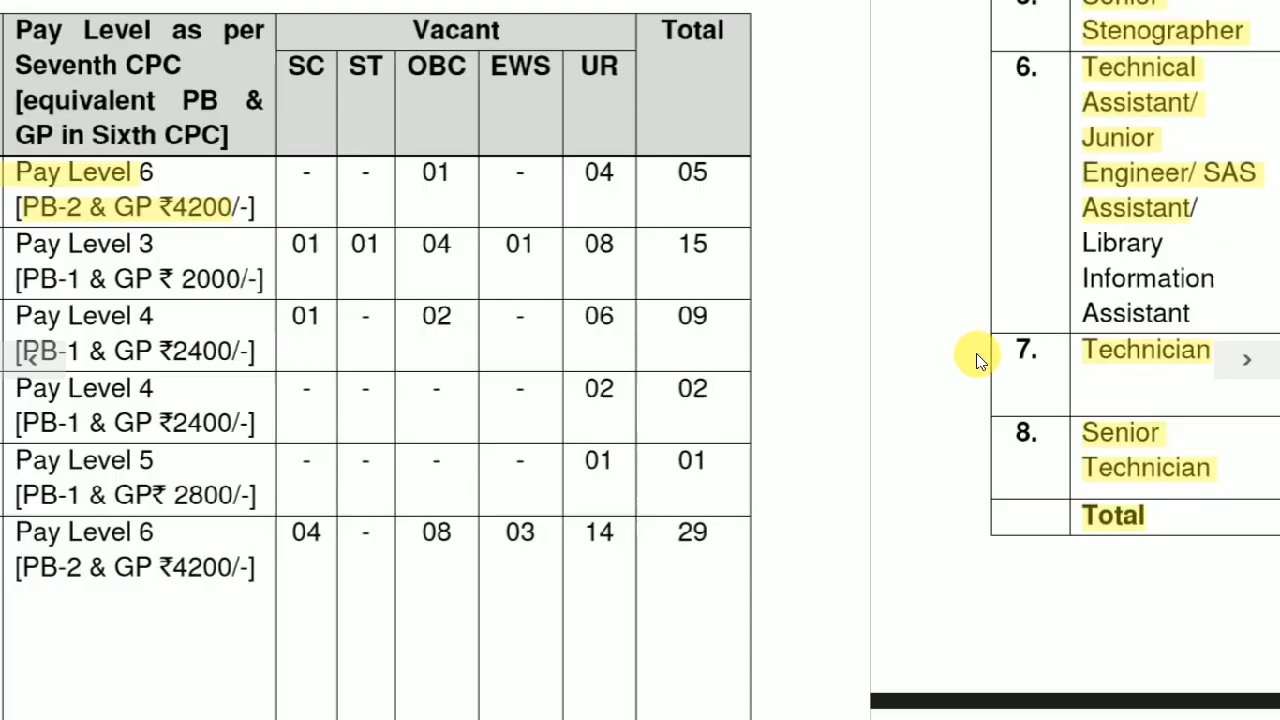 Pay Level as per Seventh CPC [equivalent PB & GP in Sixth CPC] Vacant Total
SC ST OBC EWS UR
Pay Level 6 [PB-2 & GP ₹4200/-] - - 01 - 04 05
Pay Level 3 [PB-1 & GP ₹ 2000/-] 01 01 04 01 08 15
Pay Level 4 [PB-1 & GP ₹2400/-] 01 - 02 - 06 09
Pay Level 4 [PB-1 & GP ₹2400/-] - - - - 02 02
Pay Level 5 [PB-1 & GP₹ 2800/-] - - - - 01 01
Pay Level 6 [PB-2 & GP ₹4200/-] 04 - 08 03 14 29
Stenographer
6. Technical
Assistant/
Junior
Engineer/ SAS
Assistant/
Library
Information
Assistant
7. Technician
8. Senior
Technician
Total